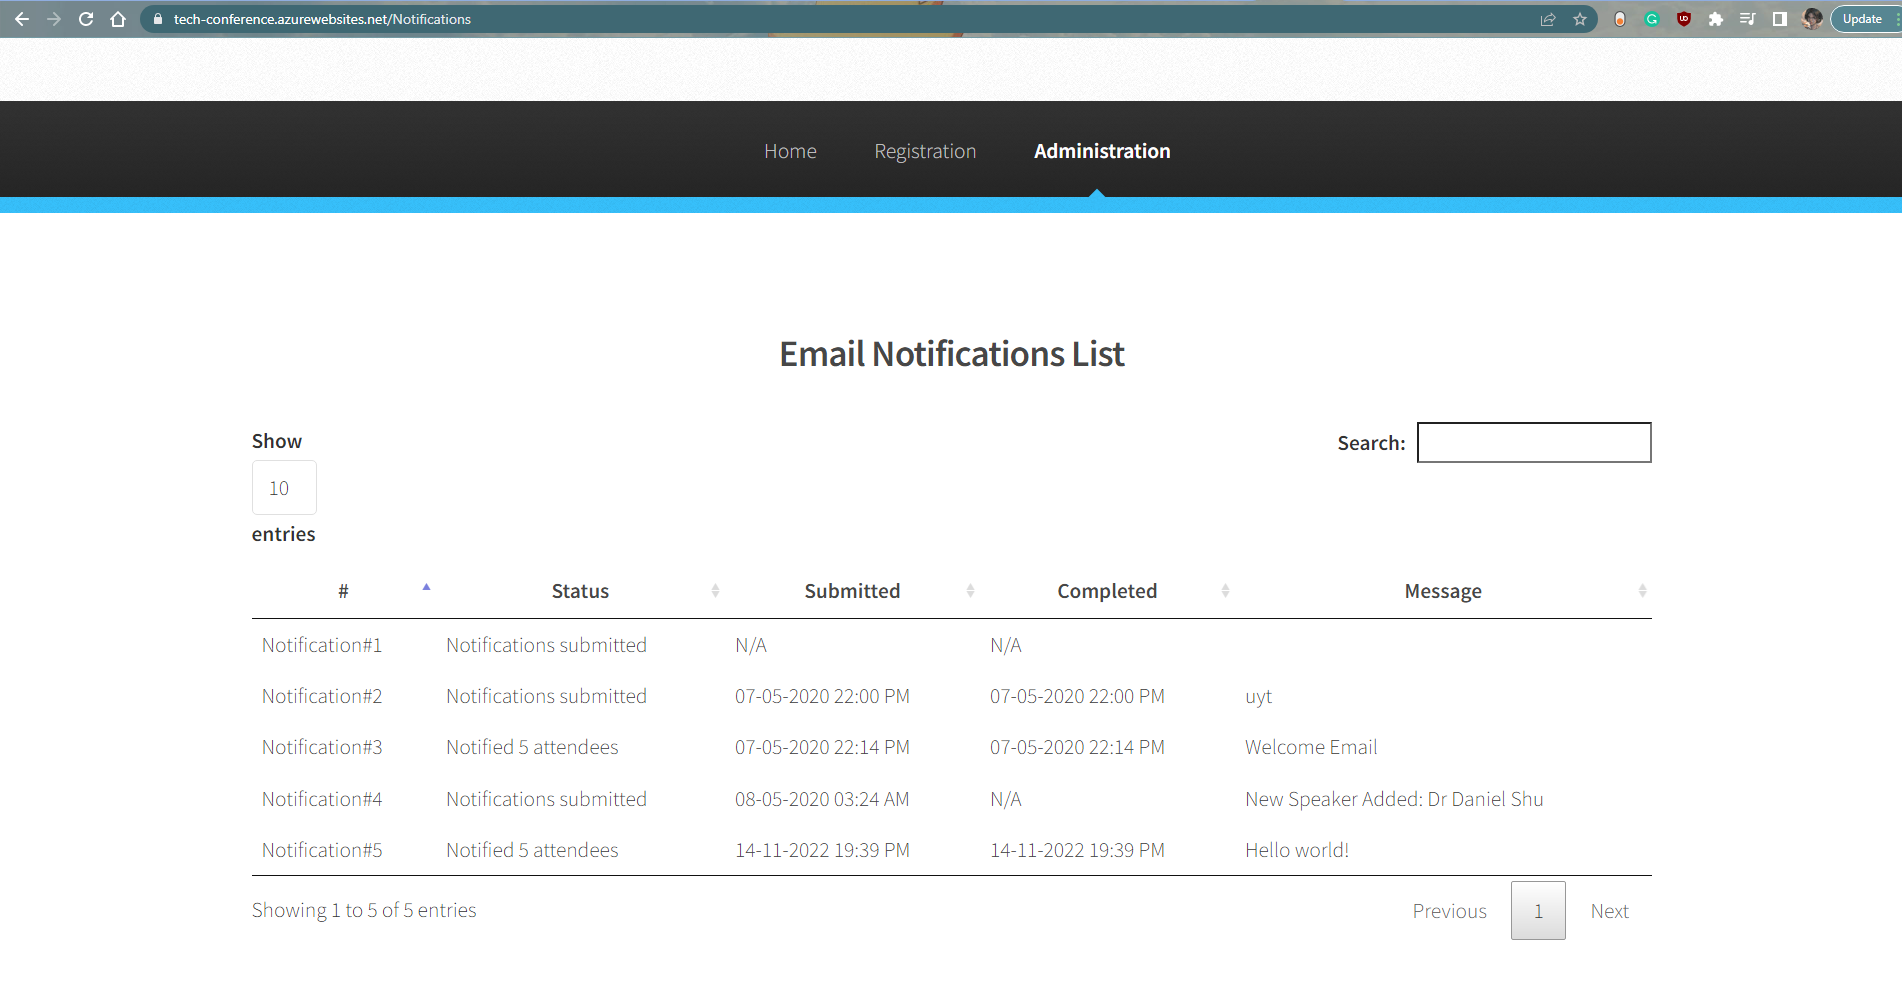 tech-conference.azurewebsites.net/Notifications
Update
Home Registration Administration
Email Notifications List
Show
10
entries
Search:
# Status Submitted Completed Message
Notification#1 Notifications submitted N/A N/A
Notification#2 Notifications submitted 07-05-2020 22:00 PM 07-05-2020 22:00 PM uyt
Notification#3 Notified 5 attendees 07-05-2020 22:14 PM 07-05-2020 22:14 PM Welcome Email
Notification#4 Notifications submitted 08-05-2020 03:24 AM N/A New Speaker Added: Dr Daniel Shu
Notification#5 Notified 5 attendees 14-11-2022 19:39 PM 14-11-2022 19:39 PM Hello world!
Showing 1 to 5 of 5 entries
Previous 1 Next